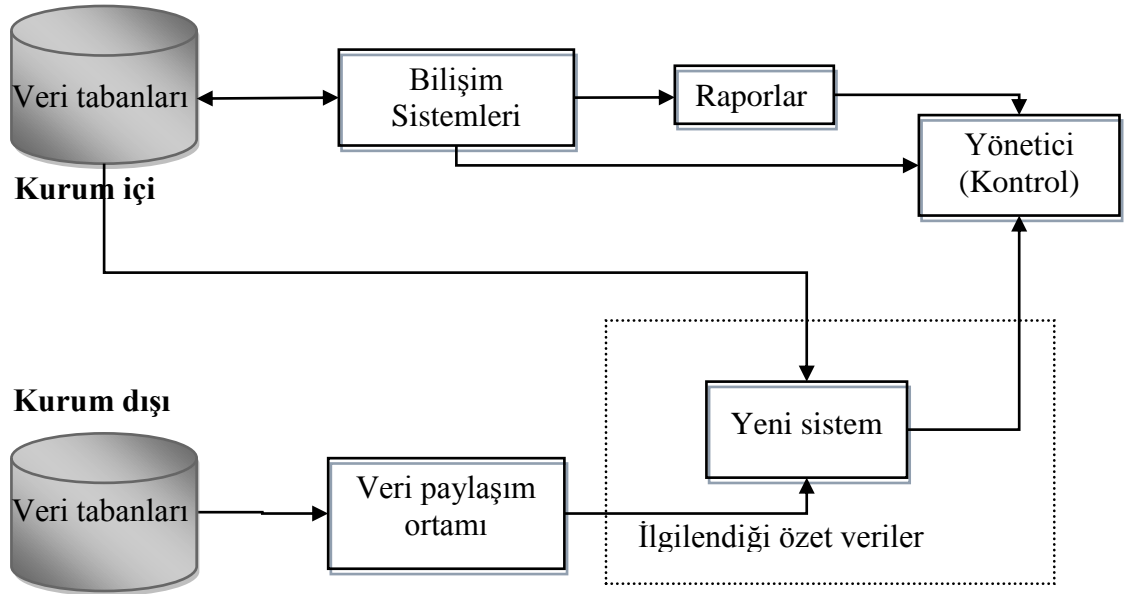 Veri tabanları
Bilişim
Sistemleri
Raporlar
Yönetici
(Kontrol)
Kurum içi
Kurum dışı
Veri tabanları
Veri paylaşım
ortamı
Yeni sistem
İlgilendiği özet veriler